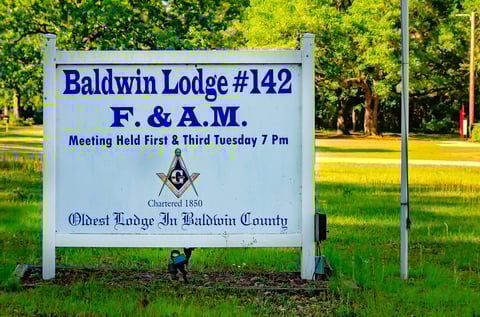 Baldwin Lodge #142
F. & A.M.
Meeting Held First & Third Tuesday 7 Pm
G
Chartered 1850
Oldest Lodge In Baldwin County